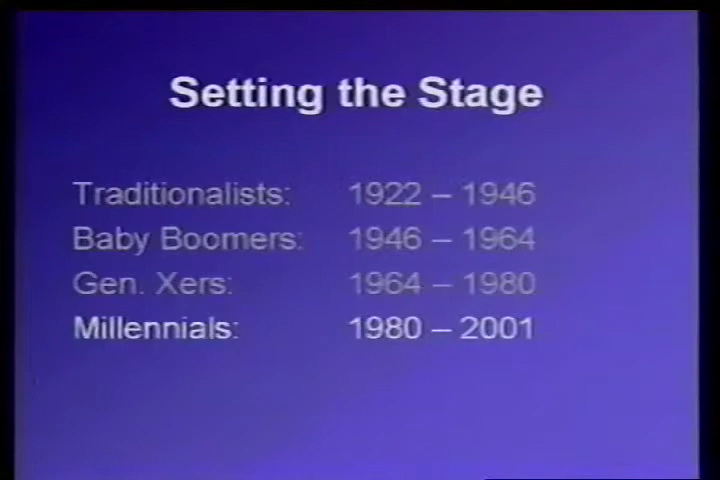 Setting the Stage
Traditionalists: 1922 – 1946
Baby Boomers: 1946 – 1964
Gen. Xers: 1964 – 1980
Millennials: 1980 – 2001